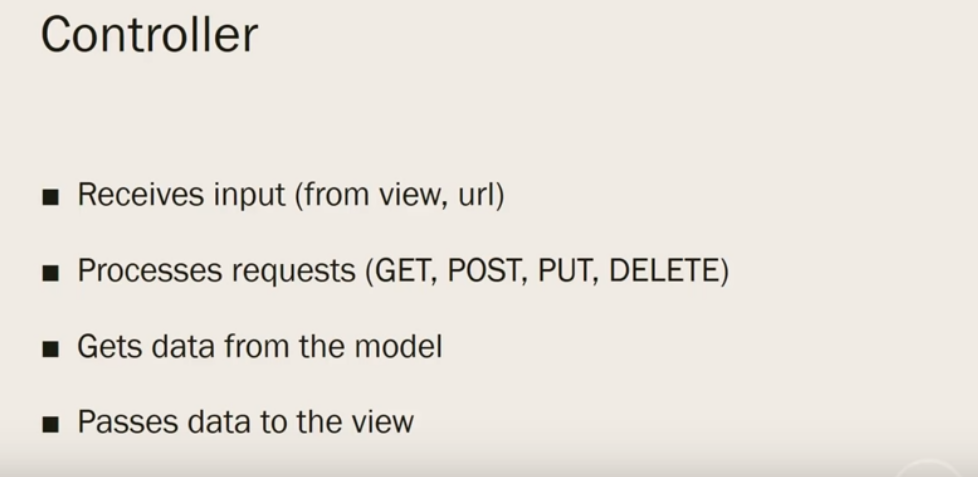 Controller
■ Receives input (from view, url)
■ Processes requests (GET, POST, PUT, DELETE)
■ Gets data from the model
■ Passes data to the view